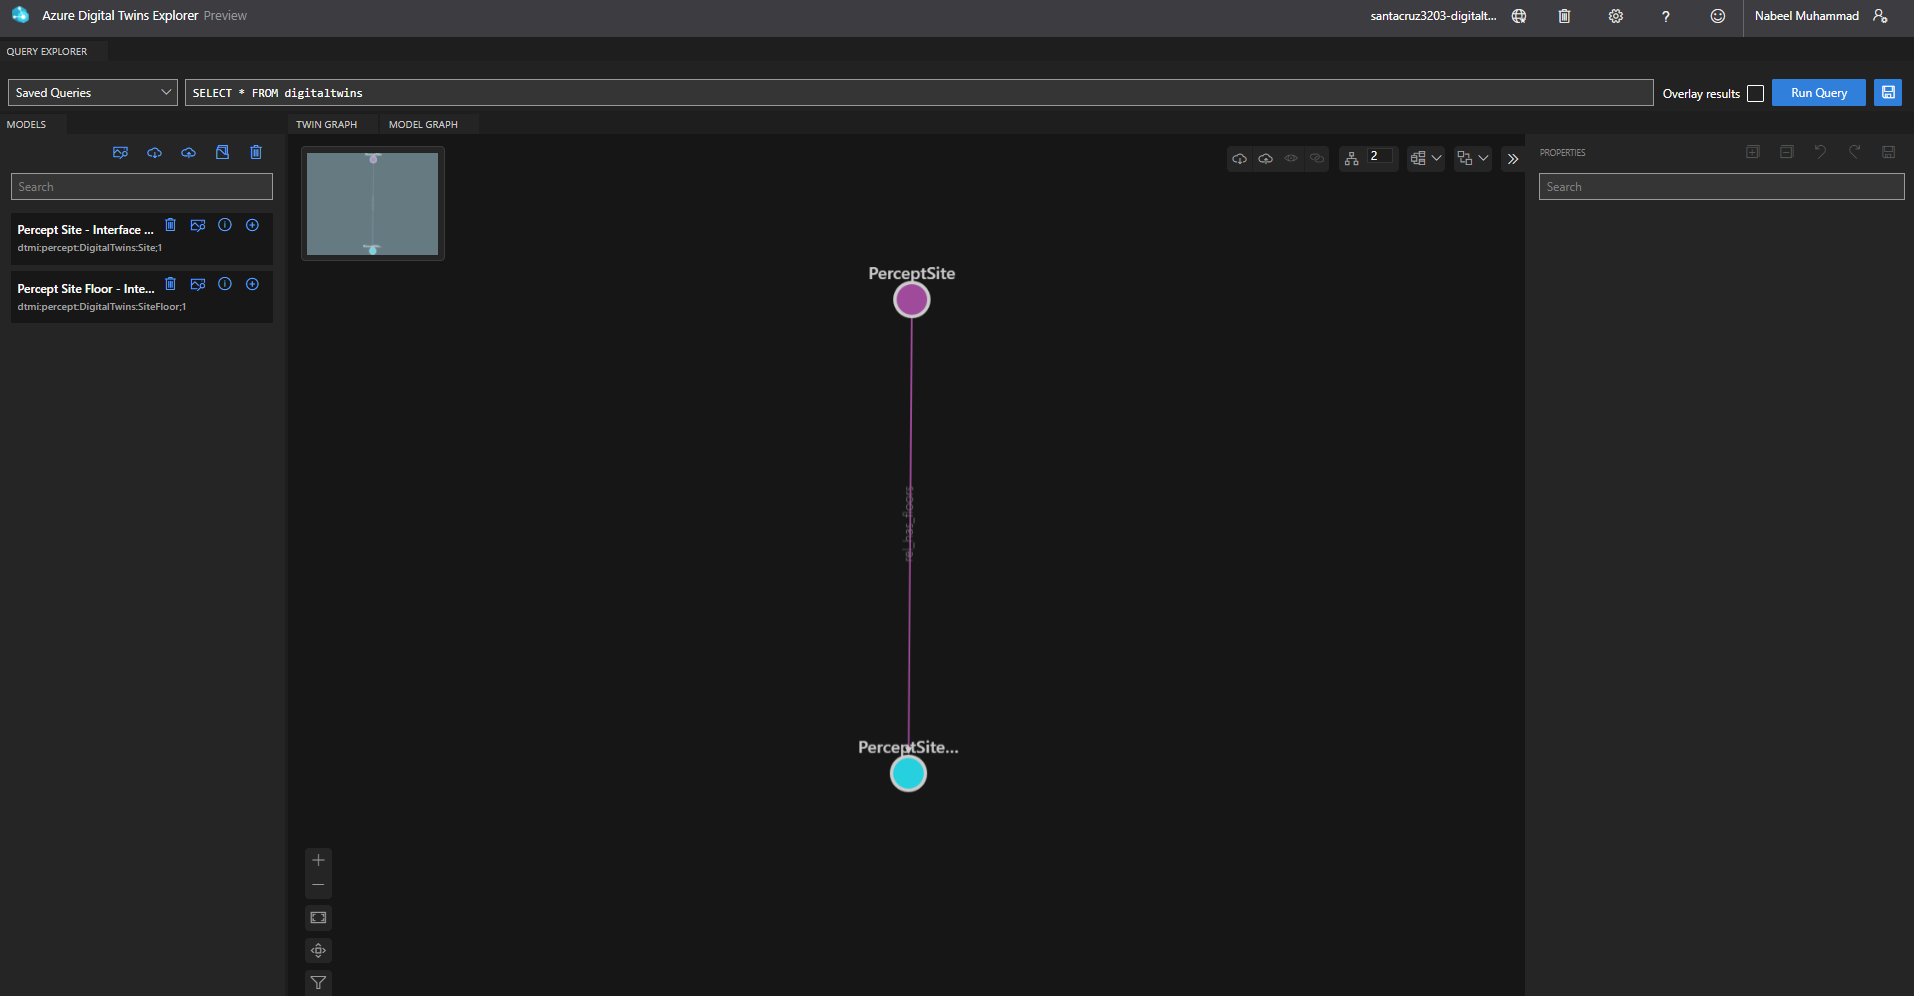 Azure Digital Twins Explorer Preview
santacruz3203-digitalt...
?
Nabeel Muhammad
QUERY EXPLORER
Saved Queries
SELECT * FROM digitaltwins
Overlay results
Run Query
MODELS
TWIN GRAPH
MODEL GRAPH
2
PROPERTIES
Search
Search
Percept Site - Interface ...
dtmi:percept:DigitalTwins:Site;1
Percept Site Floor - Inte...
dtmi:percept:DigitalTwins:SiteFloor;1
PerceptSite
rel_has_floors
PerceptSite...